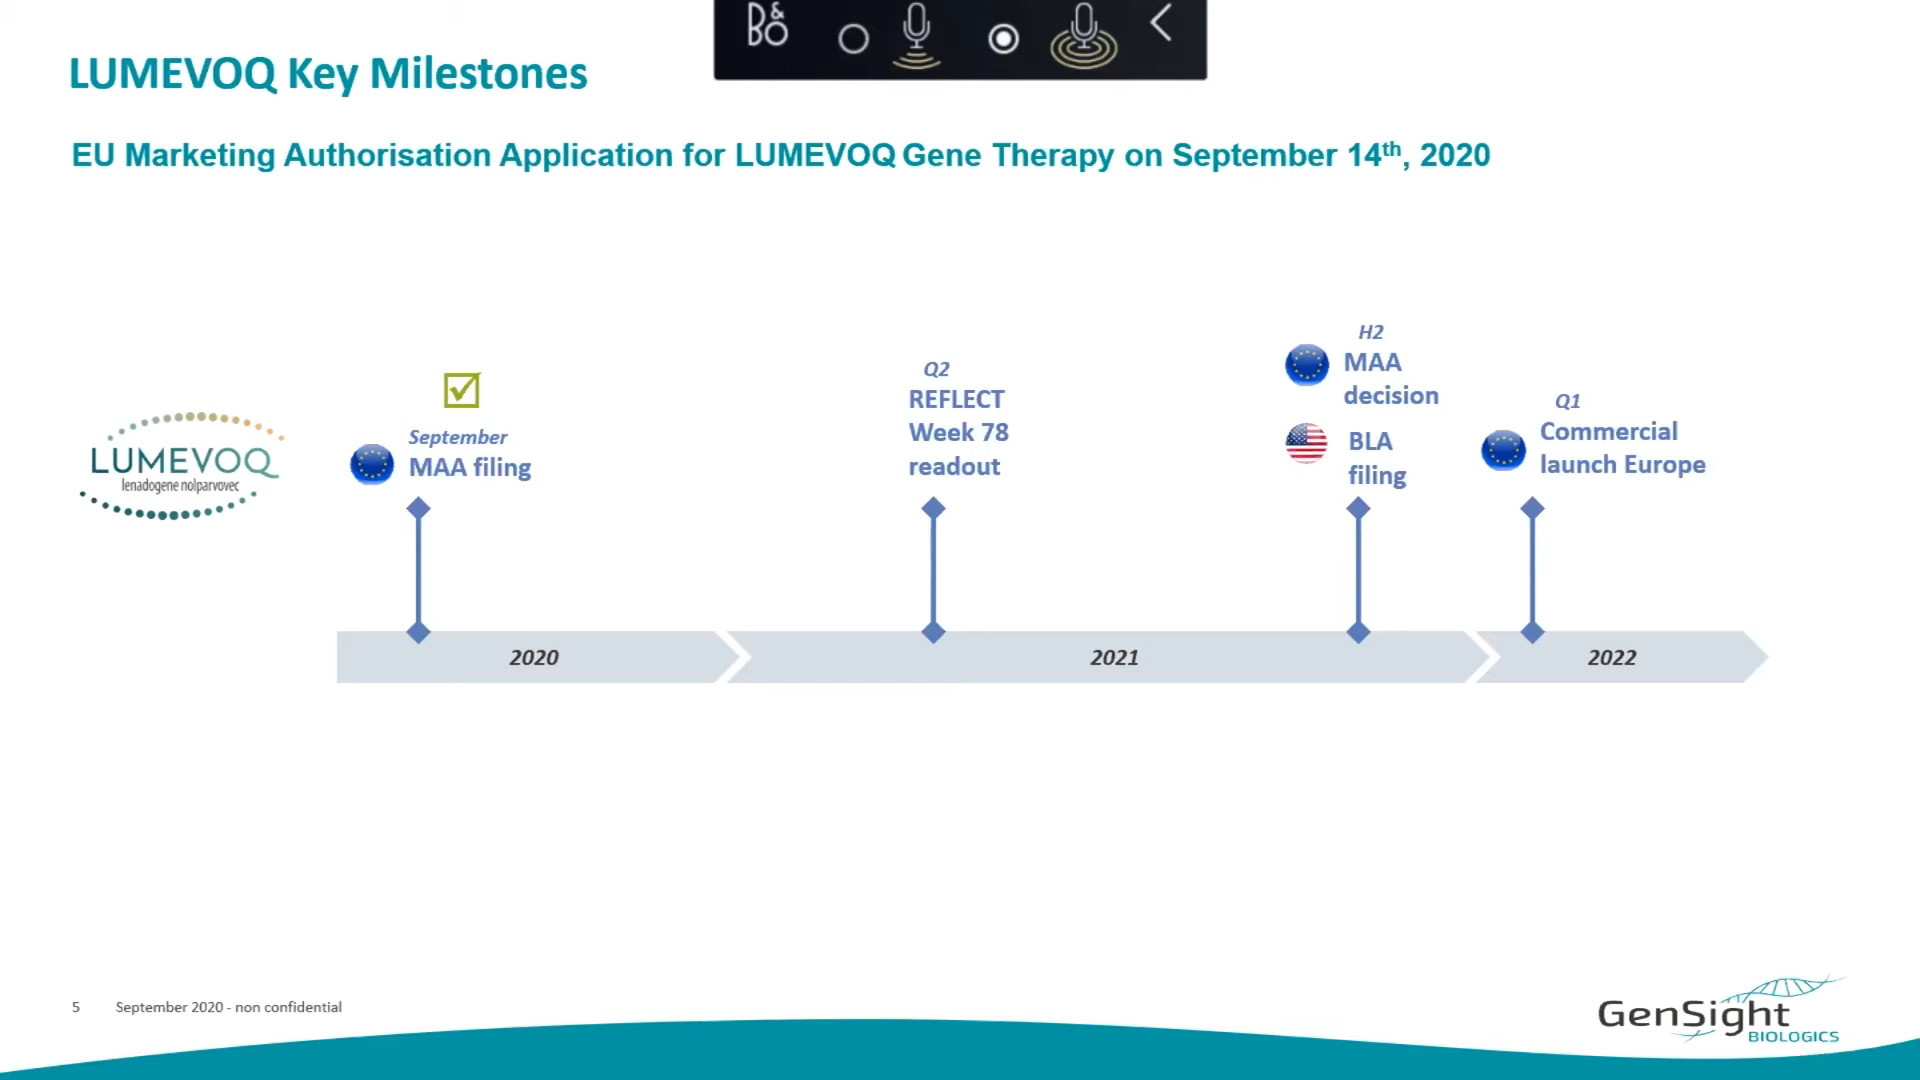 B&O
LUMEVOQ Key Milestones
EU Marketing Authorisation Application for LUMEVOQ Gene Therapy on September 14th, 2020
LUMEVOQ
lenadogene nolparvovec
September
MAA filing
Q2
REFLECT
Week 78
readout
H2
MAA
decision
BLA
filing
Q1
Commercial
launch Europe
2020
2021
2022
5 September 2020 - non confidential
GenSight
BIOLOGICS